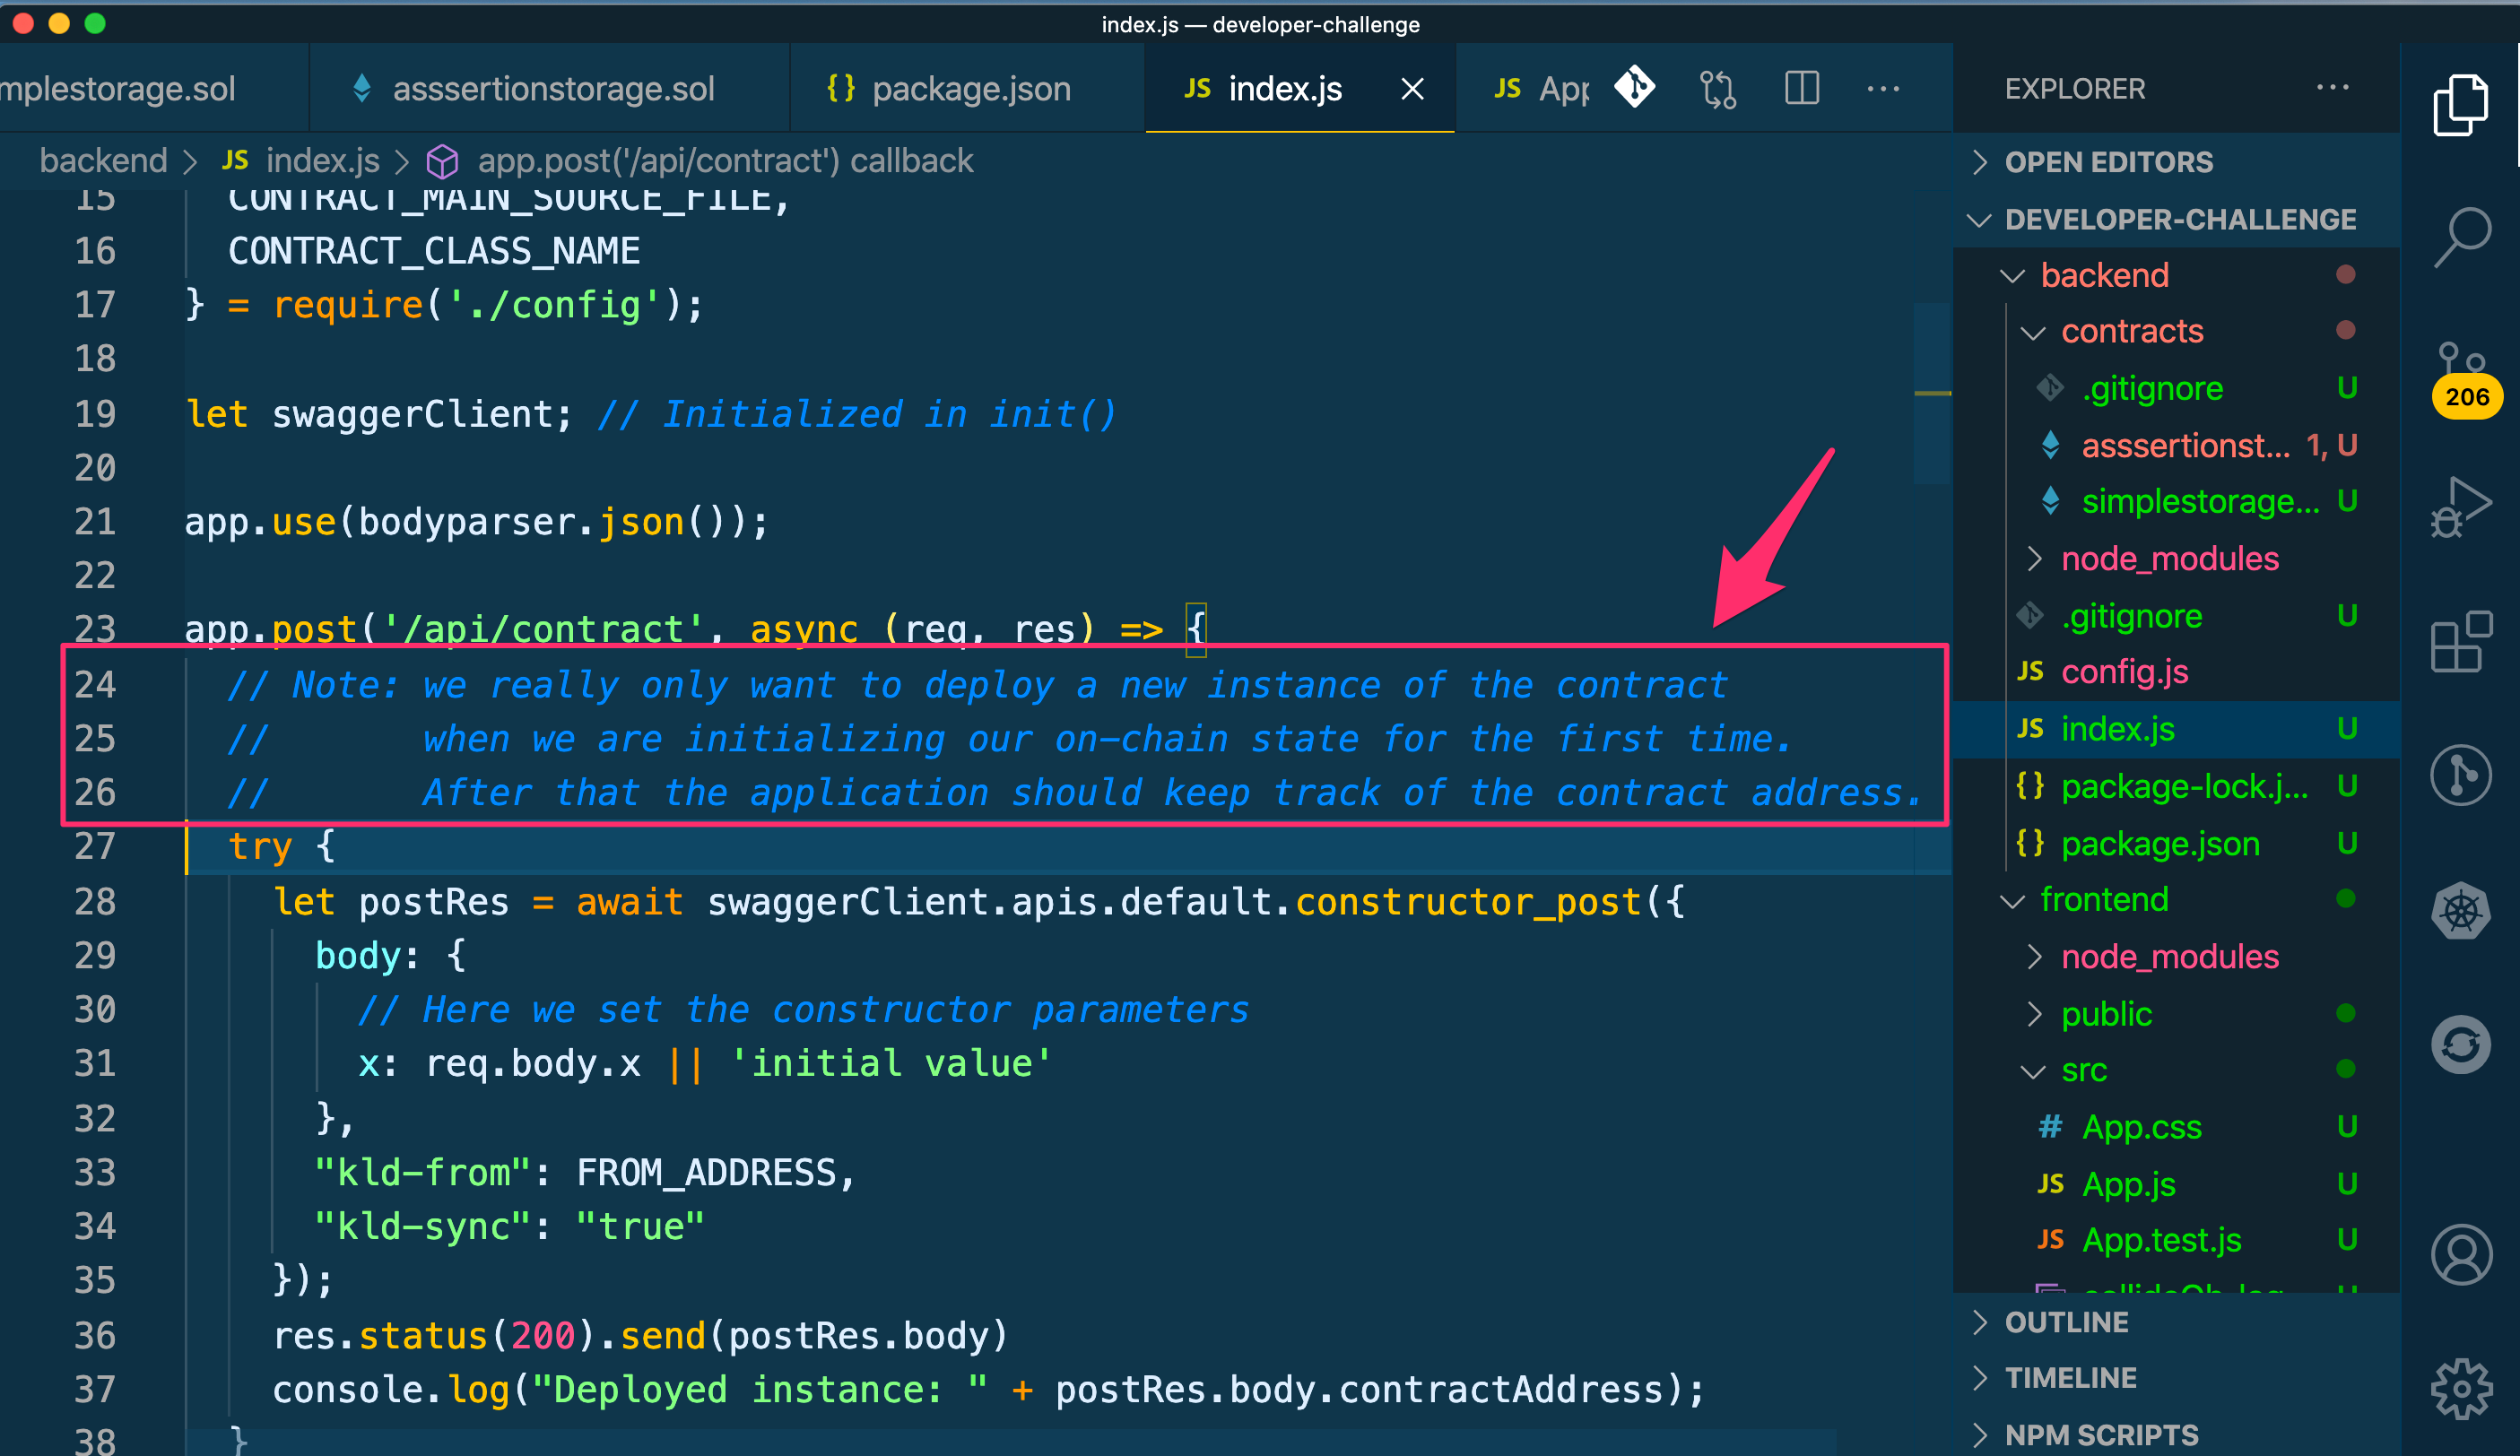 index.js — developer-challenge
mplestorage.sol
asssertionstorage.sol
{} package.json
JS index.js
JS App
backend > JS index.js > app.post('/api/contract') callback
15 CONTRACT_MAIN_SOURCE_FILE,
16 CONTRACT_CLASS_NAME
17 } = require('./config');
18
19 let swaggerClient; // Initialized in init()
20
21 app.use(bodyparser.json());
22
23 app.post('/api/contract', async (req, res) => {
24 // Note: we really only want to deploy a new instance of the contract
25 // when we are initializing our on-chain state for the first time.
26 // After that the application should keep track of the contract address.
27 try {
28 let postRes = await swaggerClient.apis.default.constructor_post({
29 body: {
30 // Here we set the constructor parameters
31 x: req.body.x || 'initial value'
32 },
33 "kld-from": FROM_ADDRESS,
34 "kld-sync": "true"
35 });
36 res.status(200).send(postRes.body)
37 console.log("Deployed instance: " + postRes.body.contractAddress);
38 }
EXPLORER
OPEN EDITORS
DEVELOPER-CHALLENGE
backend
contracts
.gitignore U
asssertionst... 1, U
simplestorage... U
node_modules
.gitignore U
JS config.js
JS index.js U
{} package-lock.j... U
{} package.json U
frontend
node_modules
public
src
# App.css U
JS App.js U
JS App.test.js U
OUTLINE
TIMELINE
NPM SCRIPTS
206